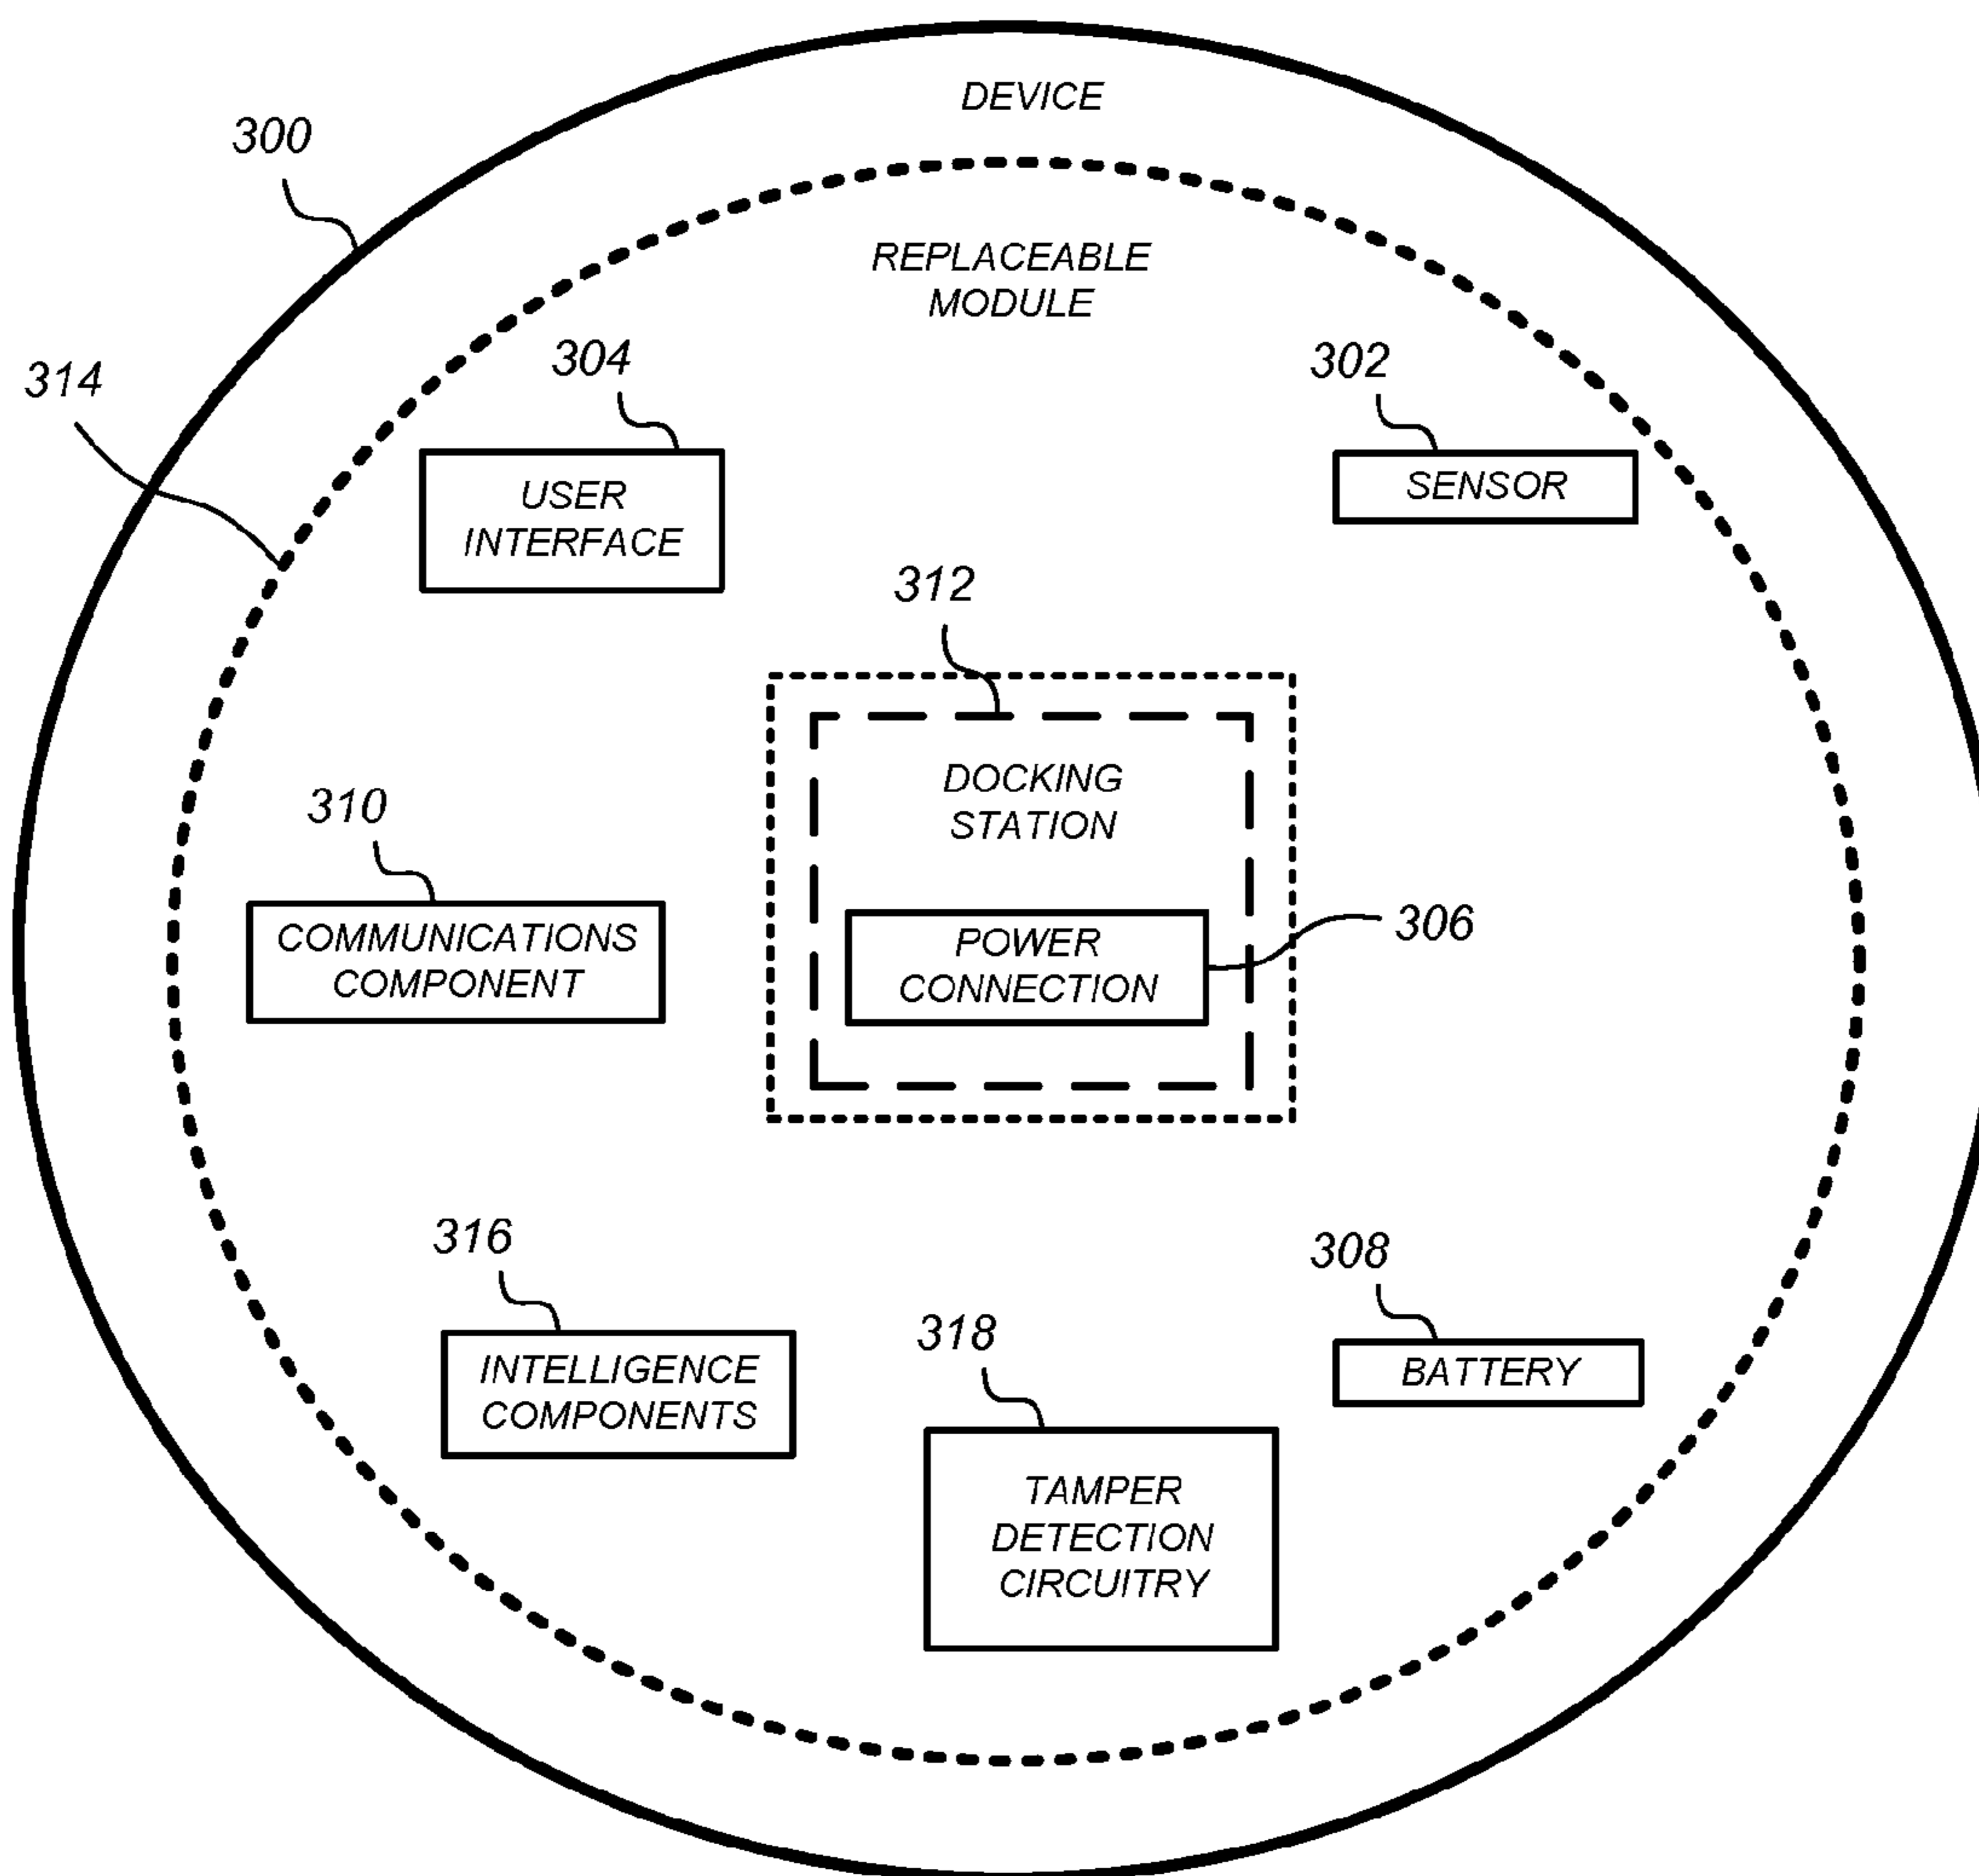 DEVICE
300
REPLACEABLE
MODULE
314
304
302
USER
INTERFACE
SENSOR
312
DOCKING
STATION
310
COMMUNICATIONS
COMPONENT
POWER
CONNECTION
306
316
308
318
INTELLIGENCE
COMPONENTS
BATTERY
TAMPER
DETECTION
CIRCUITRY